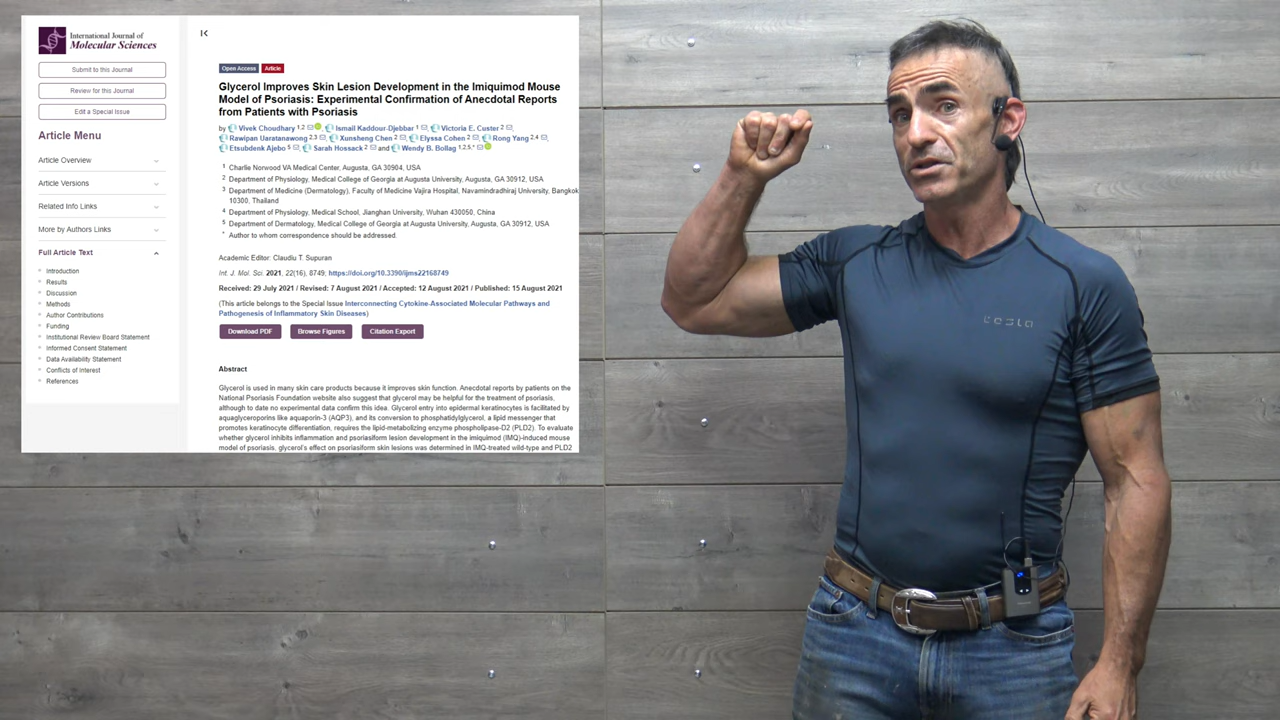 International Journal of
Molecular Sciences
Submit to this Journal
Review for this Journal
Edit a Special Issue
Article Menu
Article Overview
Article Versions
Related Info Links
More by Authors Links
Full Article Text
Introduction
Results
Discussion
Methods
Author Contributions
Funding
Institutional Review Board Statement
Informed Consent Statement
Data Availability Statement
Conflicts of Interest
References
Open Access Article
Glycerol Improves Skin Lesion Development in the Imiquimod Mouse
Model of Psoriasis: Experimental Confirmation of Anecdotal Reports
from Patients with Psoriasis
by Vivek Choudhary 1,2, Ismail Kaddour-Djebbar 1, Victoria E. Custer 2,
Rawipan Uaratanawong 2,3, Xunsheng Chen 2, Elyssa Cohen 2, Rong Yang 2,4,
Etsubdenk Ajebo 5, Sarah Hossack 2 and Wendy B. Bollag 1,2,5,*
1 Charlie Norwood VA Medical Center, Augusta, GA 30904, USA
2 Department of Physiology, Medical College of Georgia at Augusta University, Augusta, GA 30912, USA
3 Department of Medicine (Dermatology), Faculty of Medicine Vajira Hospital, Navamindradhiraj University, Bangkok
10300, Thailand
4 Department of Physiology, Medical School, Jianghan University, Wuhan 430050, China
5 Department of Dermatology, Medical College of Georgia at Augusta University, Augusta, GA 30912, USA
* Author to whom correspondence should be addressed.
Academic Editor: Claudiu T. Supuran
Int. J. Mol. Sci. 2021, 22(16), 8749; https://doi.org/10.3390/ijms22168749
Received: 29 July 2021 / Revised: 7 August 2021 / Accepted: 12 August 2021 / Published: 15 August 2021
(This article belongs to the Special Issue Interconnecting Cytokine-Associated Molecular Pathways and
Pathogenesis of Inflammatory Skin Diseases)
Download PDF Browse Figures Citation Export
Abstract
Glycerol is used in many skin care products because it improves skin function. Anecdotal reports by patients on the
National Psoriasis Foundation website also suggest that glycerol may be helpful for the treatment of psoriasis,
although to date no experimental data confirm this idea. Glycerol entry into epidermal keratinocytes is facilitated by
aquaglyceroporins like aquaporin-3 (AQP3), and its conversion to phosphatidylglycerol, a lipid messenger that
promotes keratinocyte differentiation, requires the lipid-metabolizing enzyme phospholipase-D2 (PLD2). To evaluate
whether glycerol inhibits inflammation and psoriasiform lesion development in the imiquimod (IMQ)-induced mouse
model of psoriasis, glycerol's effect on psoriasiform skin lesions was determined in IMQ-treated wild-type and PLD2
tesla